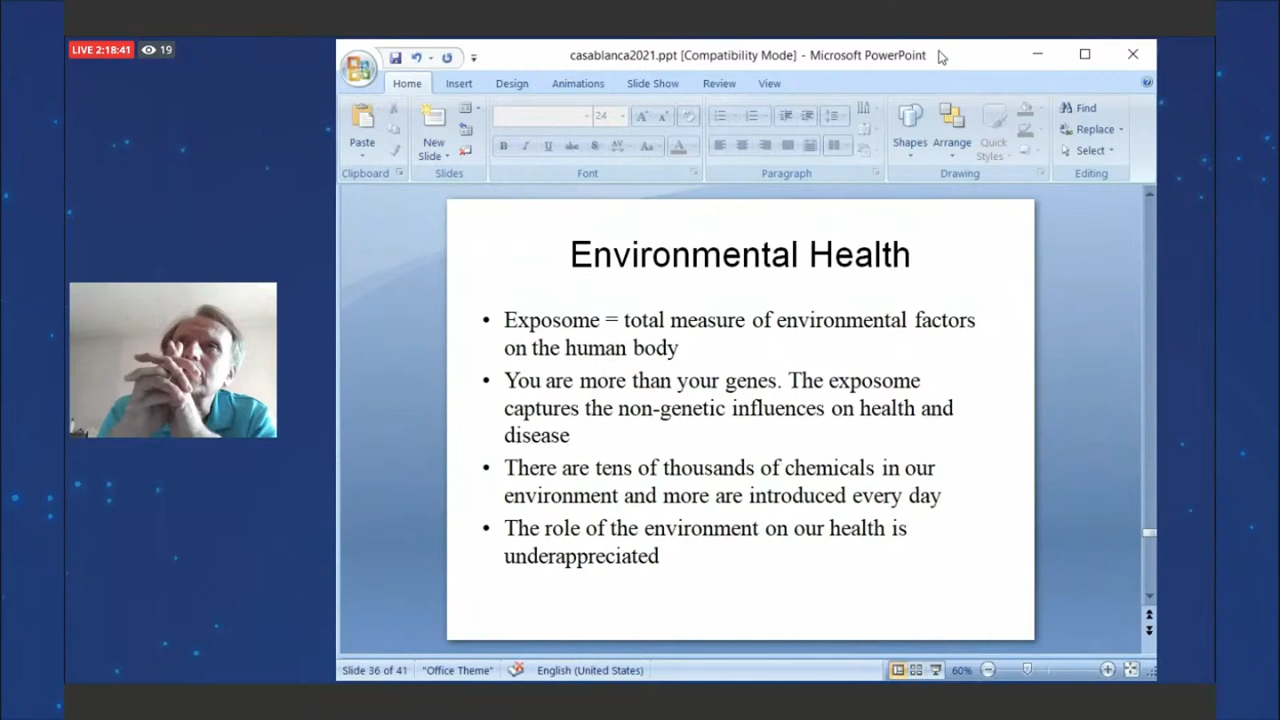 LIVE 2:18:41
19
casablanca2021.ppt [Compatibility Mode] - Microsoft PowerPoint
Home Insert Design Animations Slide Show Review View
Paste
Clipboard
New
Slide
Slides
24
B I U abc S AV Aa A
Font
Paragraph
Shapes
Arrange
Quick
Styles
Drawing
Find
Replace
Select
Editing
Environmental Health
• Exposome = total measure of environmental factors
on the human body
• You are more than your genes. The exposome
captures the non-genetic influences on health and
disease
• There are tens of thousands of chemicals in our
environment and more are introduced every day
• The role of the environment on our health is
underappreciated
Slide 36 of 41 "Office Theme" English (United States) 60%